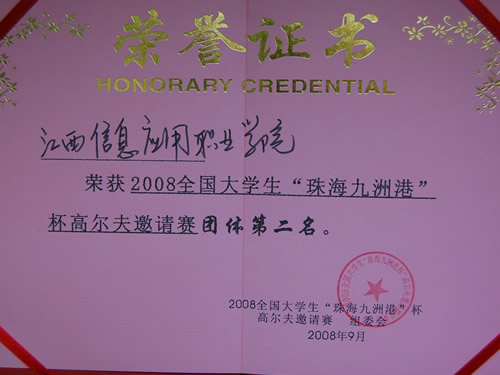 荣誉证书
HONORARY CREDENTIAL
江西信息应用职业学院
荣获2008全国大学生“珠海九洲港”
杯高尔夫邀请赛团体第二名。
2008全国大学生“珠海九洲港”杯
高尔夫邀请赛 组委会
2008年9月